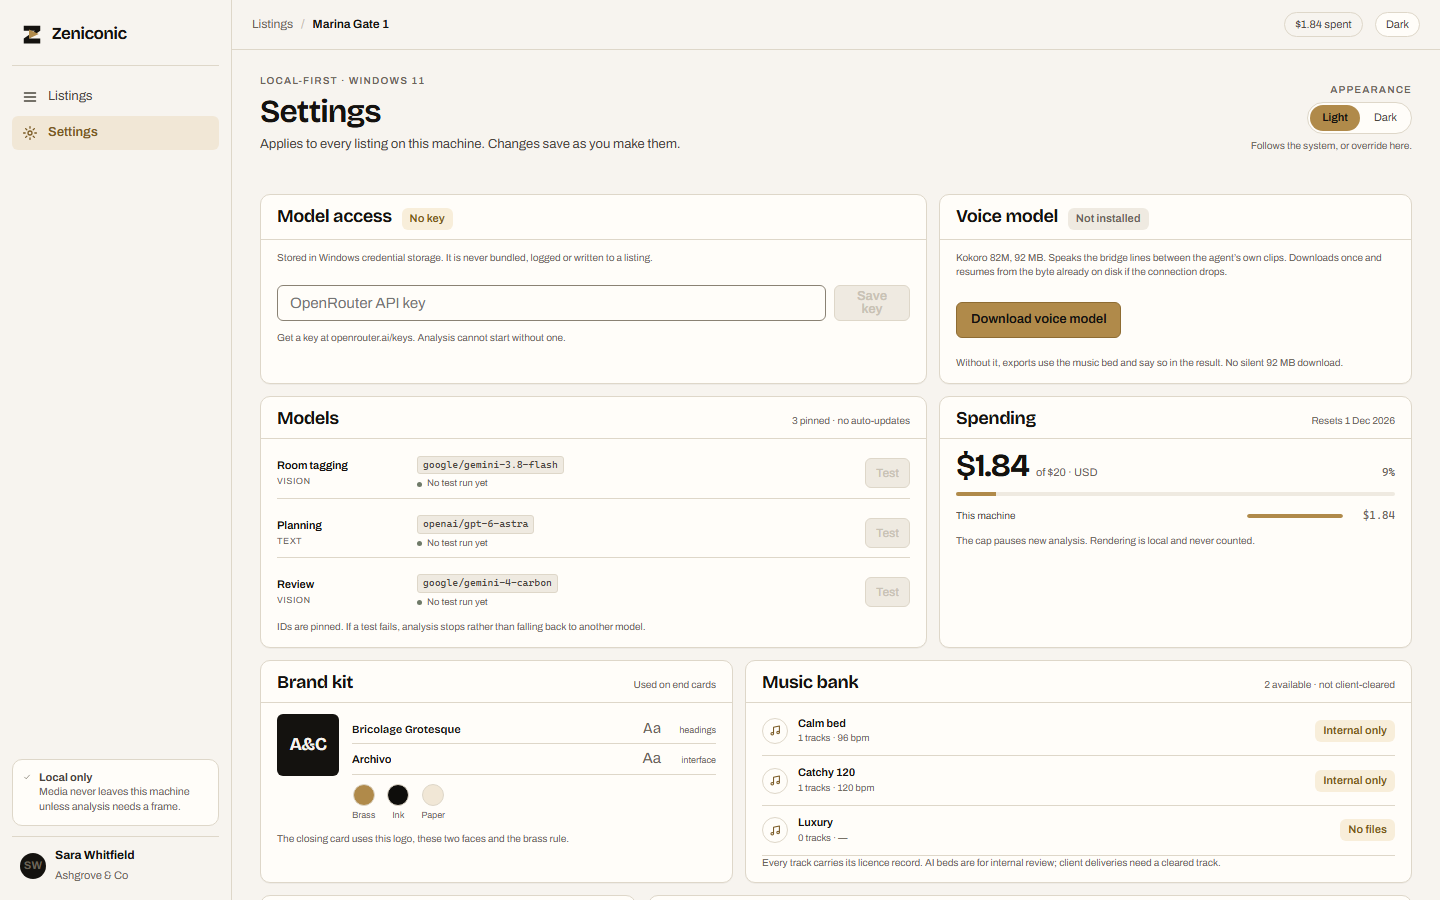 Zeniconic
Listings
Settings
Local only
Media never leaves this machine
unless analysis needs a frame.
SW
Sara Whitfield
Ashgrove & Co
Listings / Marina Gate 1
$1.84 spent
Dark
LOCAL-FIRST · WINDOWS 11
Settings
Applies to every listing on this machine. Changes save as you make them.
APPEARANCE
Light Dark
Follows the system, or override here.
Model access No key
Stored in Windows credential storage. It is never bundled, logged or written to a listing.
OpenRouter API key
Save
key
Get a key at openrouter.ai/keys. Analysis cannot start without one.
Voice model Not installed
Kokoro 82M, 92 MB. Speaks the bridge lines between the agent's own clips. Downloads once and
resumes from the byte already on disk if the connection drops.
Download voice model
Without it, exports use the music bed and say so in the result. No silent 92 MB download.
Models 3 pinned · no auto-updates
Room tagging
VISION
google/gemini-3.8-flash
No test run yet
Test
Planning
TEXT
openai/gpt-6-astra
No test run yet
Test
Review
VISION
google/gemini-4-carbon
No test run yet
Test
IDs are pinned. If a test fails, analysis stops rather than falling back to another model.
Spending Resets 1 Dec 2026
$1.84 of $20 · USD 9%
This machine $1.84
The cap pauses new analysis. Rendering is local and never counted.
Brand kit Used on end cards
A&C
Bricolage Grotesque Aa headings
Archivo Aa interface
Brass Ink Paper
The closing card uses this logo, these two faces and the brass rule.
Music bank 2 available · not client-cleared
Calm bed
1 tracks · 96 bpm
Internal only
Catchy 120
1 tracks · 120 bpm
Internal only
Luxury
0 tracks · —
No files
Every track carries its licence record. AI beds are for internal review; client deliveries need a cleared track.